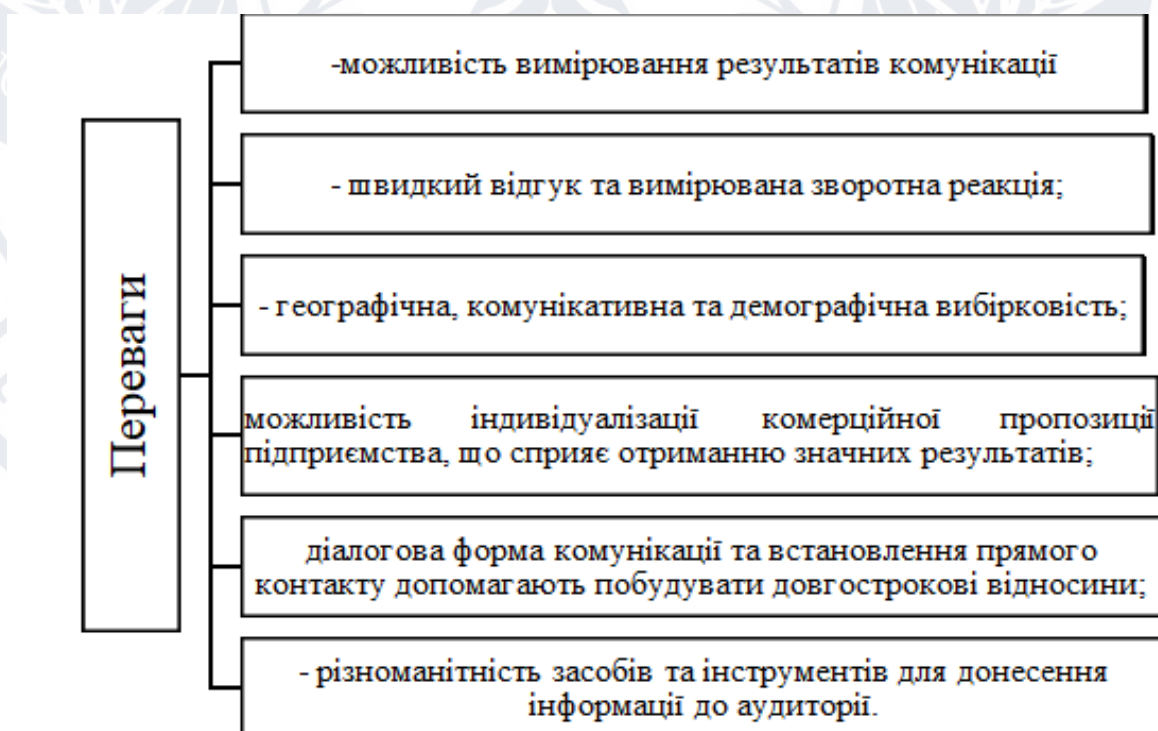 Переваги
-можливість вимірювання результатів комунікації
- швидкий відгук та вимірювана зворотна реакція;
- географічна, комунікативна та демографічна вибірковість;
можливість індивідуалізації комерційної пропозиції
підприємства, що сприяє отриманню значних результатів;
діалогова форма комунікації та встановлення прямого
контакту допомагають побудувати довгострокові відносини;
- різноманітність засобів та інструментів для донесення
інформації до аудиторії.